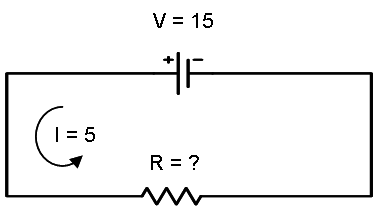 V = 15
+ −
I = 5
R = ?